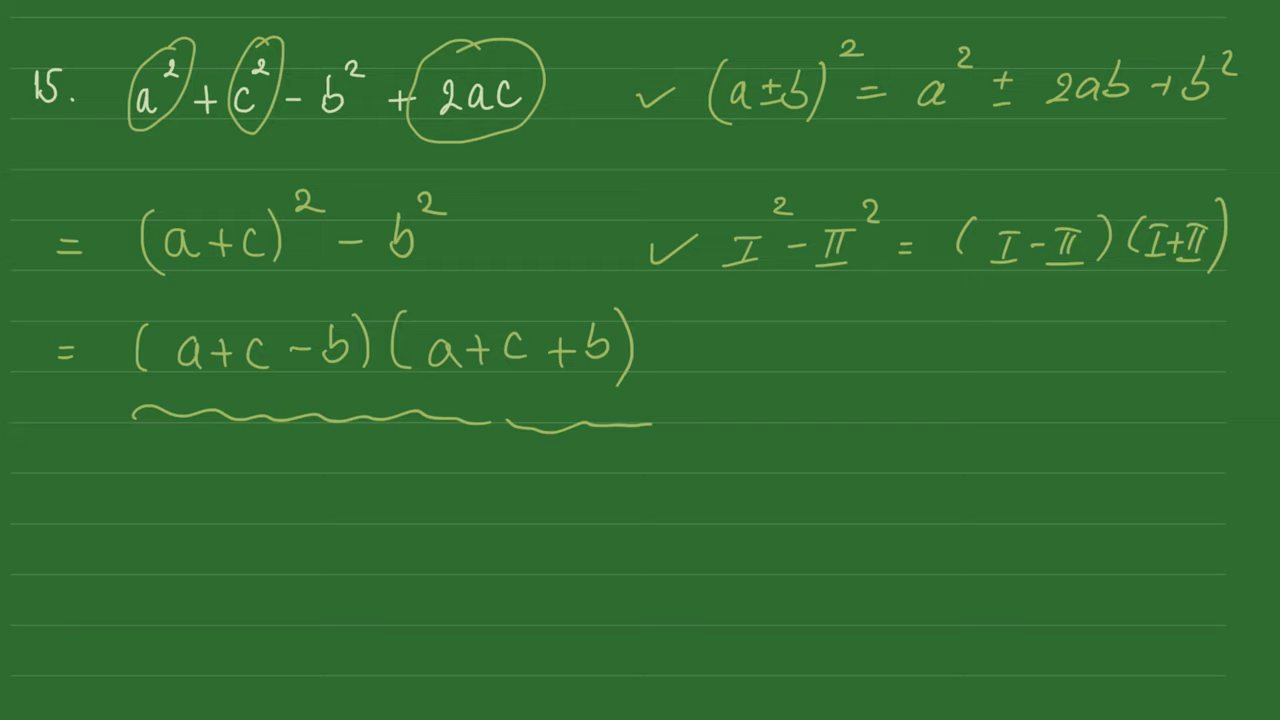 15. a² + c² - b² + 2ac ✓ (a±b)² = a² ± 2ab + b²
= (a+c)² - b² ✓ I² - II² = (I - II)(I+II)
= (a+c-b)(a+c+b)